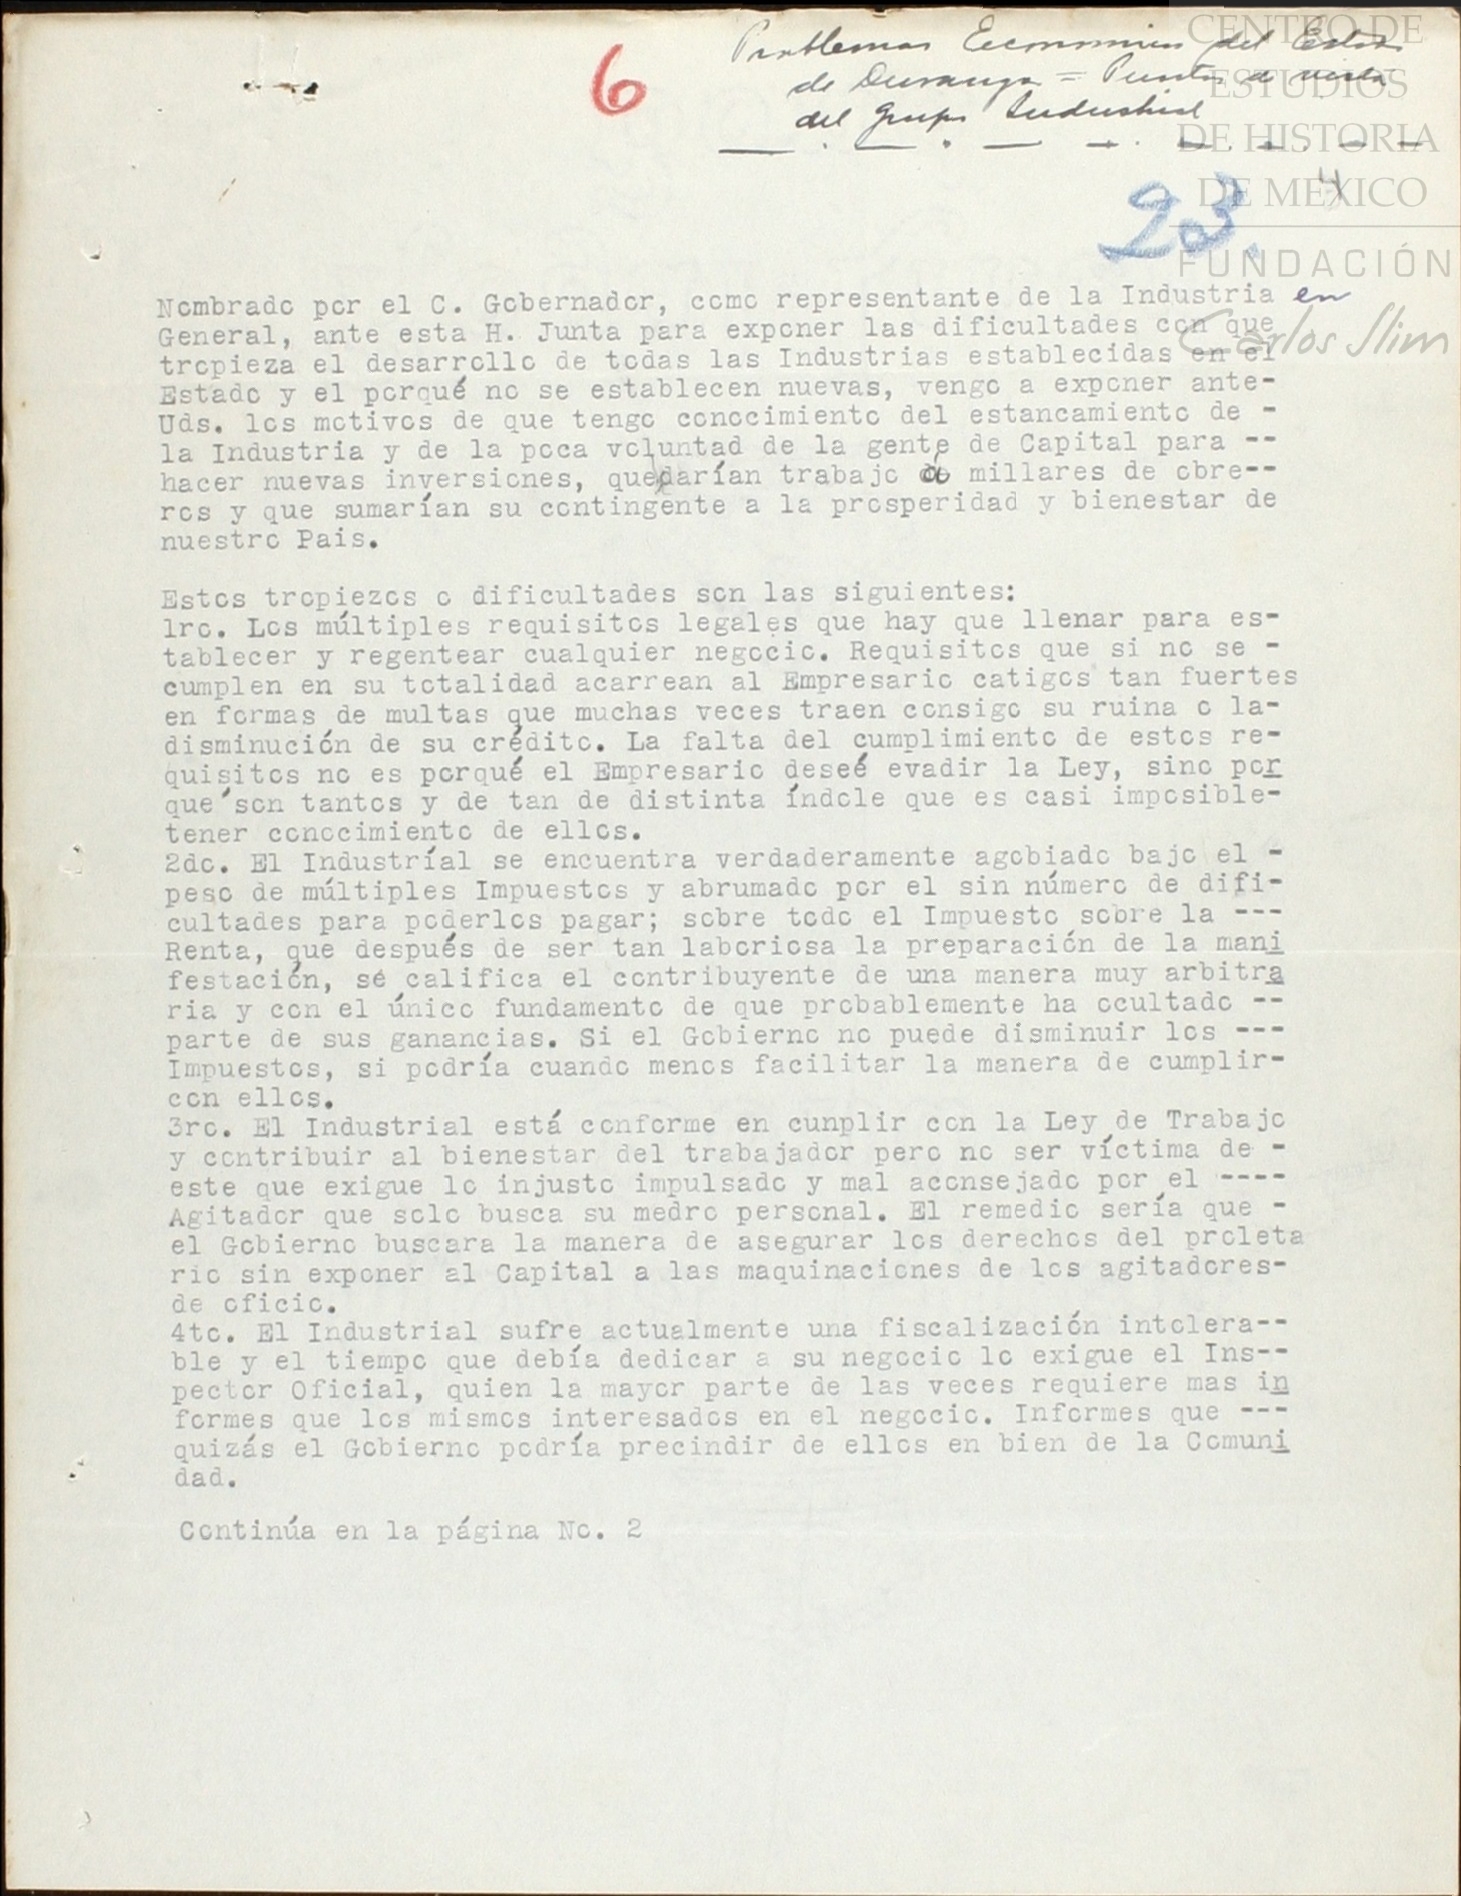 CENTRO DE
ESTUDIOS
DE HISTORIA
DE MEXICO
FUNDACIÓN
Carlos Slim
6
Problemas Economicos del Estado
de Durango = Puntos de vista
del Grupo Industrial
4
23.
Nombrado por el C. Gobernador, como representante de la Industria en
General, ante esta H. Junta para exponer las dificultades con que
tropieza el desarrollo de todas las Industrias establecidas en el
Estado y el porqué no se establecen nuevas, vengo a exponer ante-
Uds. los motivos de que tengo conocimiento del estancamiento de -
la Industria y de la poca voluntad de la gente de Capital para --
hacer nuevas inversiones, que darían trabajo a millares de obre--
ros y que sumarían su contingente a la prosperidad y bienestar de
nuestro Pais.
Estos tropiezos o dificultades son las siguientes:
1ro. Los múltiples requisitos legales que hay que llenar para es-
tablecer y regentear cualquier negocio. Requisitos que si no se -
cumplen en su totalidad acarrean al Empresario catigos tan fuertes
en formas de multas que muchas veces traen consigo su ruina o la-
disminución de su crédito. La falta del cumplimiento de estos re-
quisitos no es porqué el Empresario deseé evadir la Ley, sino por
que son tantos y de tan de distinta índole que es casi imposible-
tener conocimiento de ellos.
2do. El Industríal se encuentra verdaderamente agobiado bajo el -
peso de múltiples Impuestos y abrumado por el sin número de difi-
cultades para poderlos pagar; sobre todo el Impuesto sobre la ---
Renta, que después de ser tan laboriosa la preparación de la mani
festación, sé califica el contribuyente de una manera muy arbitra
ria y con el único fundamento de que probablemente ha ocultado --
parte de sus ganancias. Si el Gobierno no puede disminuir los ---
Impuestos, si podría cuando menos facilitar la manera de cumplir-
con ellos.
3ro. El Industrial está conforme en cunplir con la Ley de Trabajo
y contribuir al bienestar del trabajador pero no ser víctima de -
este que exige lo injusto impulsado y mal aconsejado por el ----
Agitador que solo busca su medro personal. El remedio sería que -
el Gobierno buscara la manera de asegurar los derechos del proleta
rio sin exponer al Capital a las maquinaciones de los agitadores-
de oficio.
4to. El Industrial sufre actualmente una fiscalización intolera--
ble y el tiempo que debía dedicar a su negocio lo exigue el Ins--
pector Oficial, quien la mayor parte de las veces requiere mas in
formes que los mismos interesados en el negocio. Informes que ---
quizás el Gobierno podría precindir de ellos en bien de la Comuni
dad.
Continúa en la página No. 2